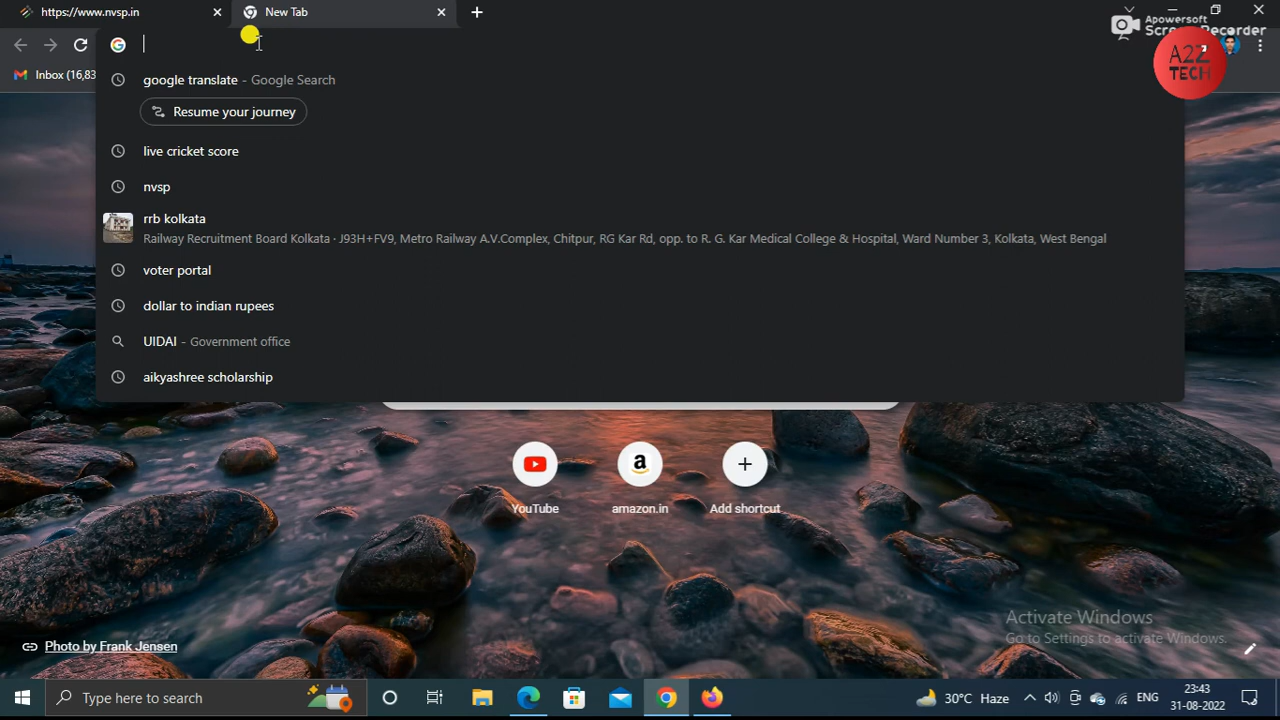 https://www.nvsp.in
New Tab
Apowersoft
Screen Recorder
A2Z
TECH
Inbox (16,83
google translate - Google Search
Resume your journey
live cricket score
nvsp
rrb kolkata
Railway Recruitment Board Kolkata · J93H+FV9, Metro Railway A.V.Complex, Chitpur, RG Kar Rd, opp. to R. G. Kar Medical College & Hospital, Ward Number 3, Kolkata, West Bengal
voter portal
dollar to indian rupees
UIDAI - Government office
aikyashree scholarship
YouTube
amazon.in
Add shortcut
Activate Windows
Go to Settings to activate Windows.
Photo by Frank Jensen
Type here to search
30°C Haze
ENG
23:43
31-08-2022